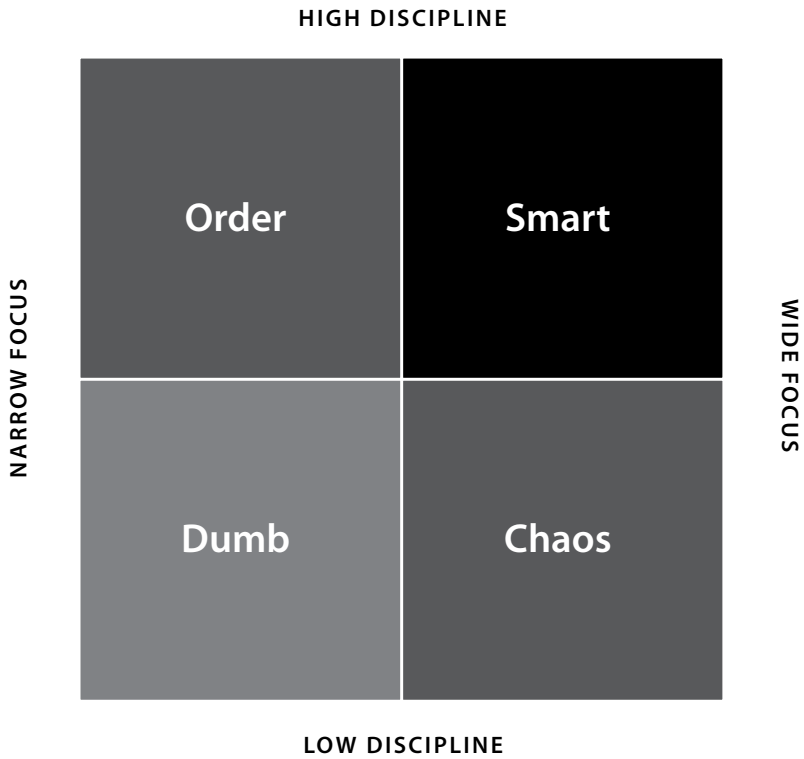 HIGH DISCIPLINE
Order
Smart
NARROW FOCUS
WIDE FOCUS
Dumb
Chaos
LOW DISCIPLINE